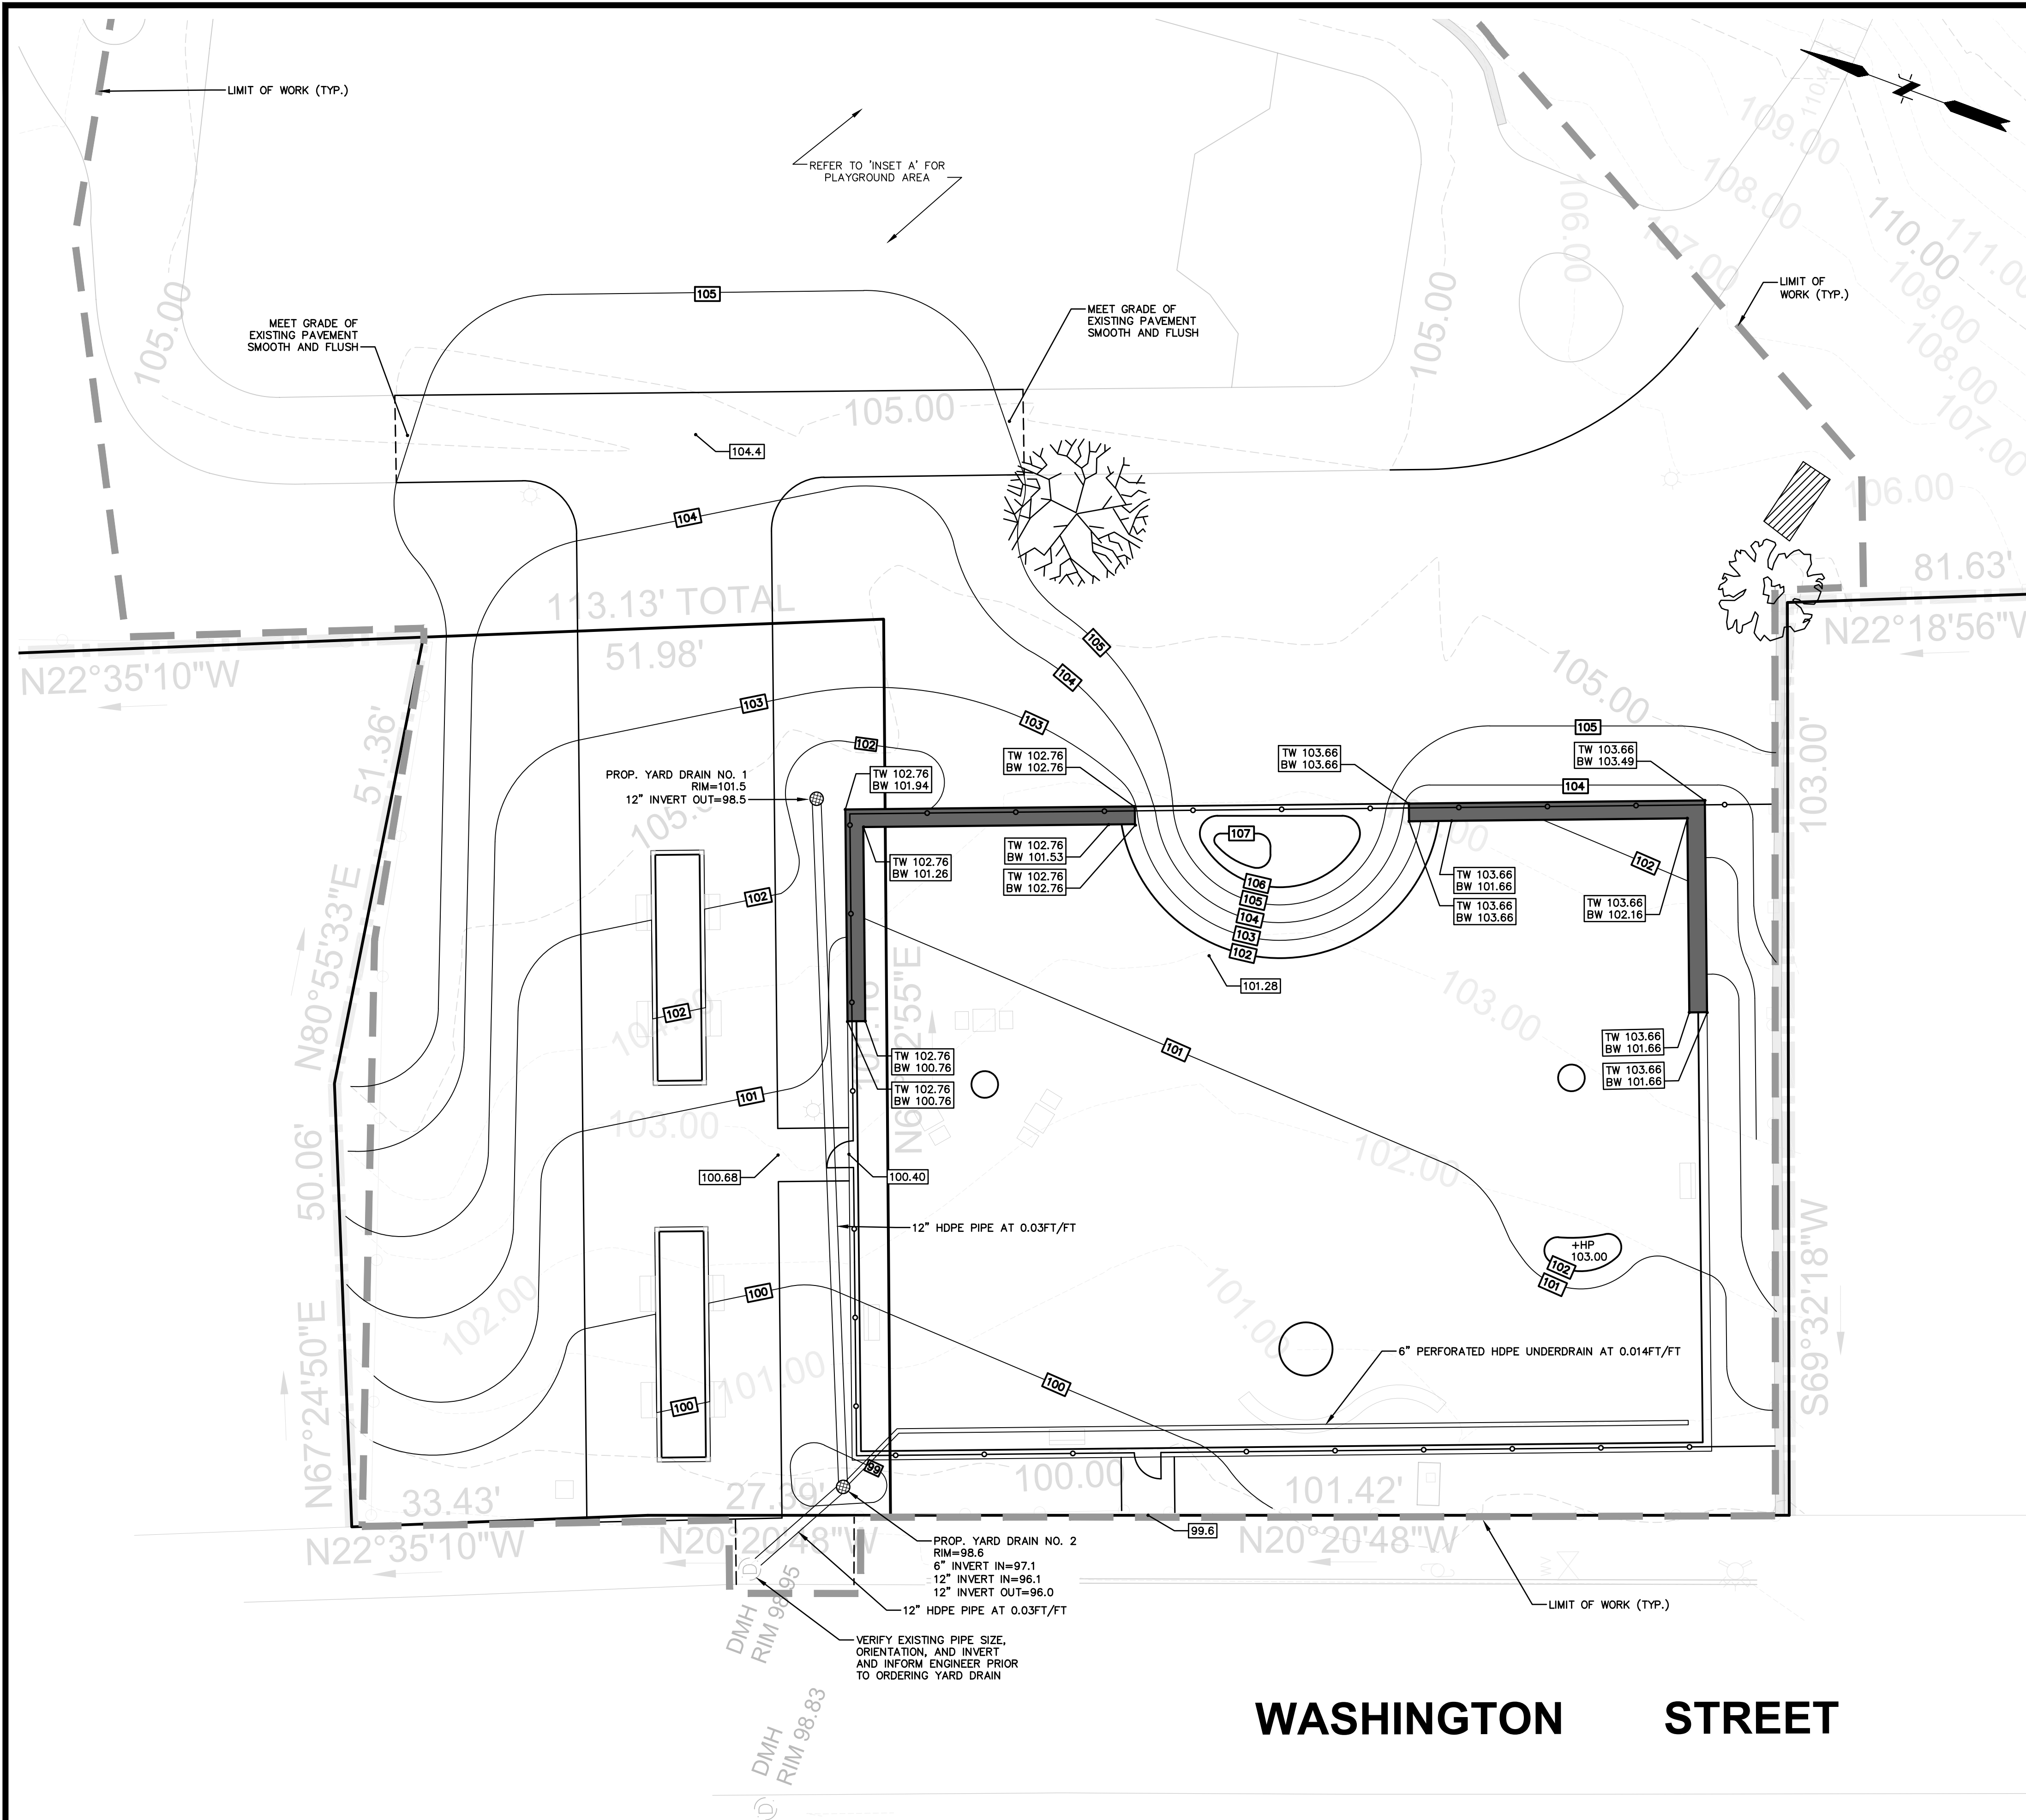 LIMIT OF WORK (TYP.)
REFER TO 'INSET A' FOR
PLAYGROUND AREA
110.4
109.00
108.00
107.00
106.00
110.00
111.00
109.00
108.00
107.00
106.00
LIMIT OF
WORK (TYP.)
105.00
105
105.00
MEET GRADE OF
EXISTING PAVEMENT
SMOOTH AND FLUSH
MEET GRADE OF
EXISTING PAVEMENT
SMOOTH AND FLUSH
105.00
104.4
104
113.13' TOTAL
51.98'
81.63'
N22°18'56"W
N22°35'10"W
105
104
105.00
103
103
102
105
104
51.36'
103.00'
PROP. YARD DRAIN NO. 1
RIM=101.5
12" INVERT OUT=98.5
TW 102.76
BW 101.94
TW 102.76
BW 102.76
TW 103.66
BW 103.66
TW 103.66
BW 103.49
TW 102.76
BW 101.26
TW 102.76
BW 101.53
TW 102.76
BW 102.76
107
106
105
104
103
102
TW 103.66
BW 101.66
TW 103.66
BW 103.66
102
TW 103.66
BW 102.16
102
101.28
N80°55'33"E
102
104.00
103.00
101
TW 102.76
BW 100.76
TW 102.76
BW 100.76
TW 103.66
BW 101.66
TW 103.66
BW 101.66
101
103.00
50.06'
100.68
100.40
102.00
12" HDPE PIPE AT 0.03FT/FT
+HP
103.00
102
101
S69°32'18"W
N67°24'50"E
102.00
100
101.00
101.00
100
100
6" PERFORATED HDPE UNDERDRAIN AT 0.014FT/FT
99
100.00
33.43'
27.39'
101.42'
N22°35'10"W
N20°20'48"W
N20°20'48"W
99.6
PROP. YARD DRAIN NO. 2
RIM=98.6
6" INVERT IN=97.1
12" INVERT IN=96.1
12" INVERT OUT=96.0
12" HDPE PIPE AT 0.03FT/FT
LIMIT OF WORK (TYP.)
D
DMH
RIM 98.95
VERIFY EXISTING PIPE SIZE,
ORIENTATION, AND INVERT
AND INFORM ENGINEER PRIOR
TO ORDERING YARD DRAIN
DMH
RIM 98.83
D
WASHINGTON STREET